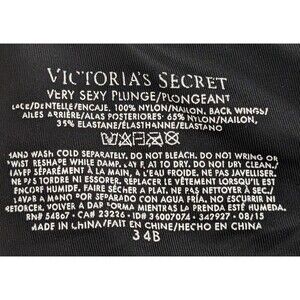 VICTORIA'S SECRET
VERY SEXY PLUNGE/PLONGEANT
LACE/DENTELLE/ENCAJE. 100% NYLON/NAILON, BACK WINGS/
AILES ARRIÈRE/ALAS POSTERIORES: 65% NYLON/NAILON,
35% ELASTANE/ÉLASTHANNE/ELASTANO
HAND WASH COLD SEPARATELY. DO NOT BLEACH. DO NOT WRING OR
TWIST RESHAPE WHILE DAMP. LAY FLAT TO DRY. DO NOT DRY CLEAN./
LAVER SÉPARÉMENT À LA MAIN, À L'EAU FROIDE. NE PAS JAVELLISER.
NE PAS TORDRE NI ESSORER. REPLACER LE VÊTEMENT LORSQU'IL EST
ENCORE HUMIDE. FAIRE SÉCHER À PLAT. NE PAS NETTOYER À SEC./
LAVAR A MANO POR SEPARADO CON AGUA FRÍA. NO ESCURRIR NI
RETORCER. VOLVER A DAR FORMA MIENTRAS LA PRENDA ESTÉ HÚMEDA.
RN# 54867 • CA# 23226 • ID# 36007074 • 347927 • 08/15
MADE IN CHINA/FAIT EN CHINE/HECHO EN CHINA
34B